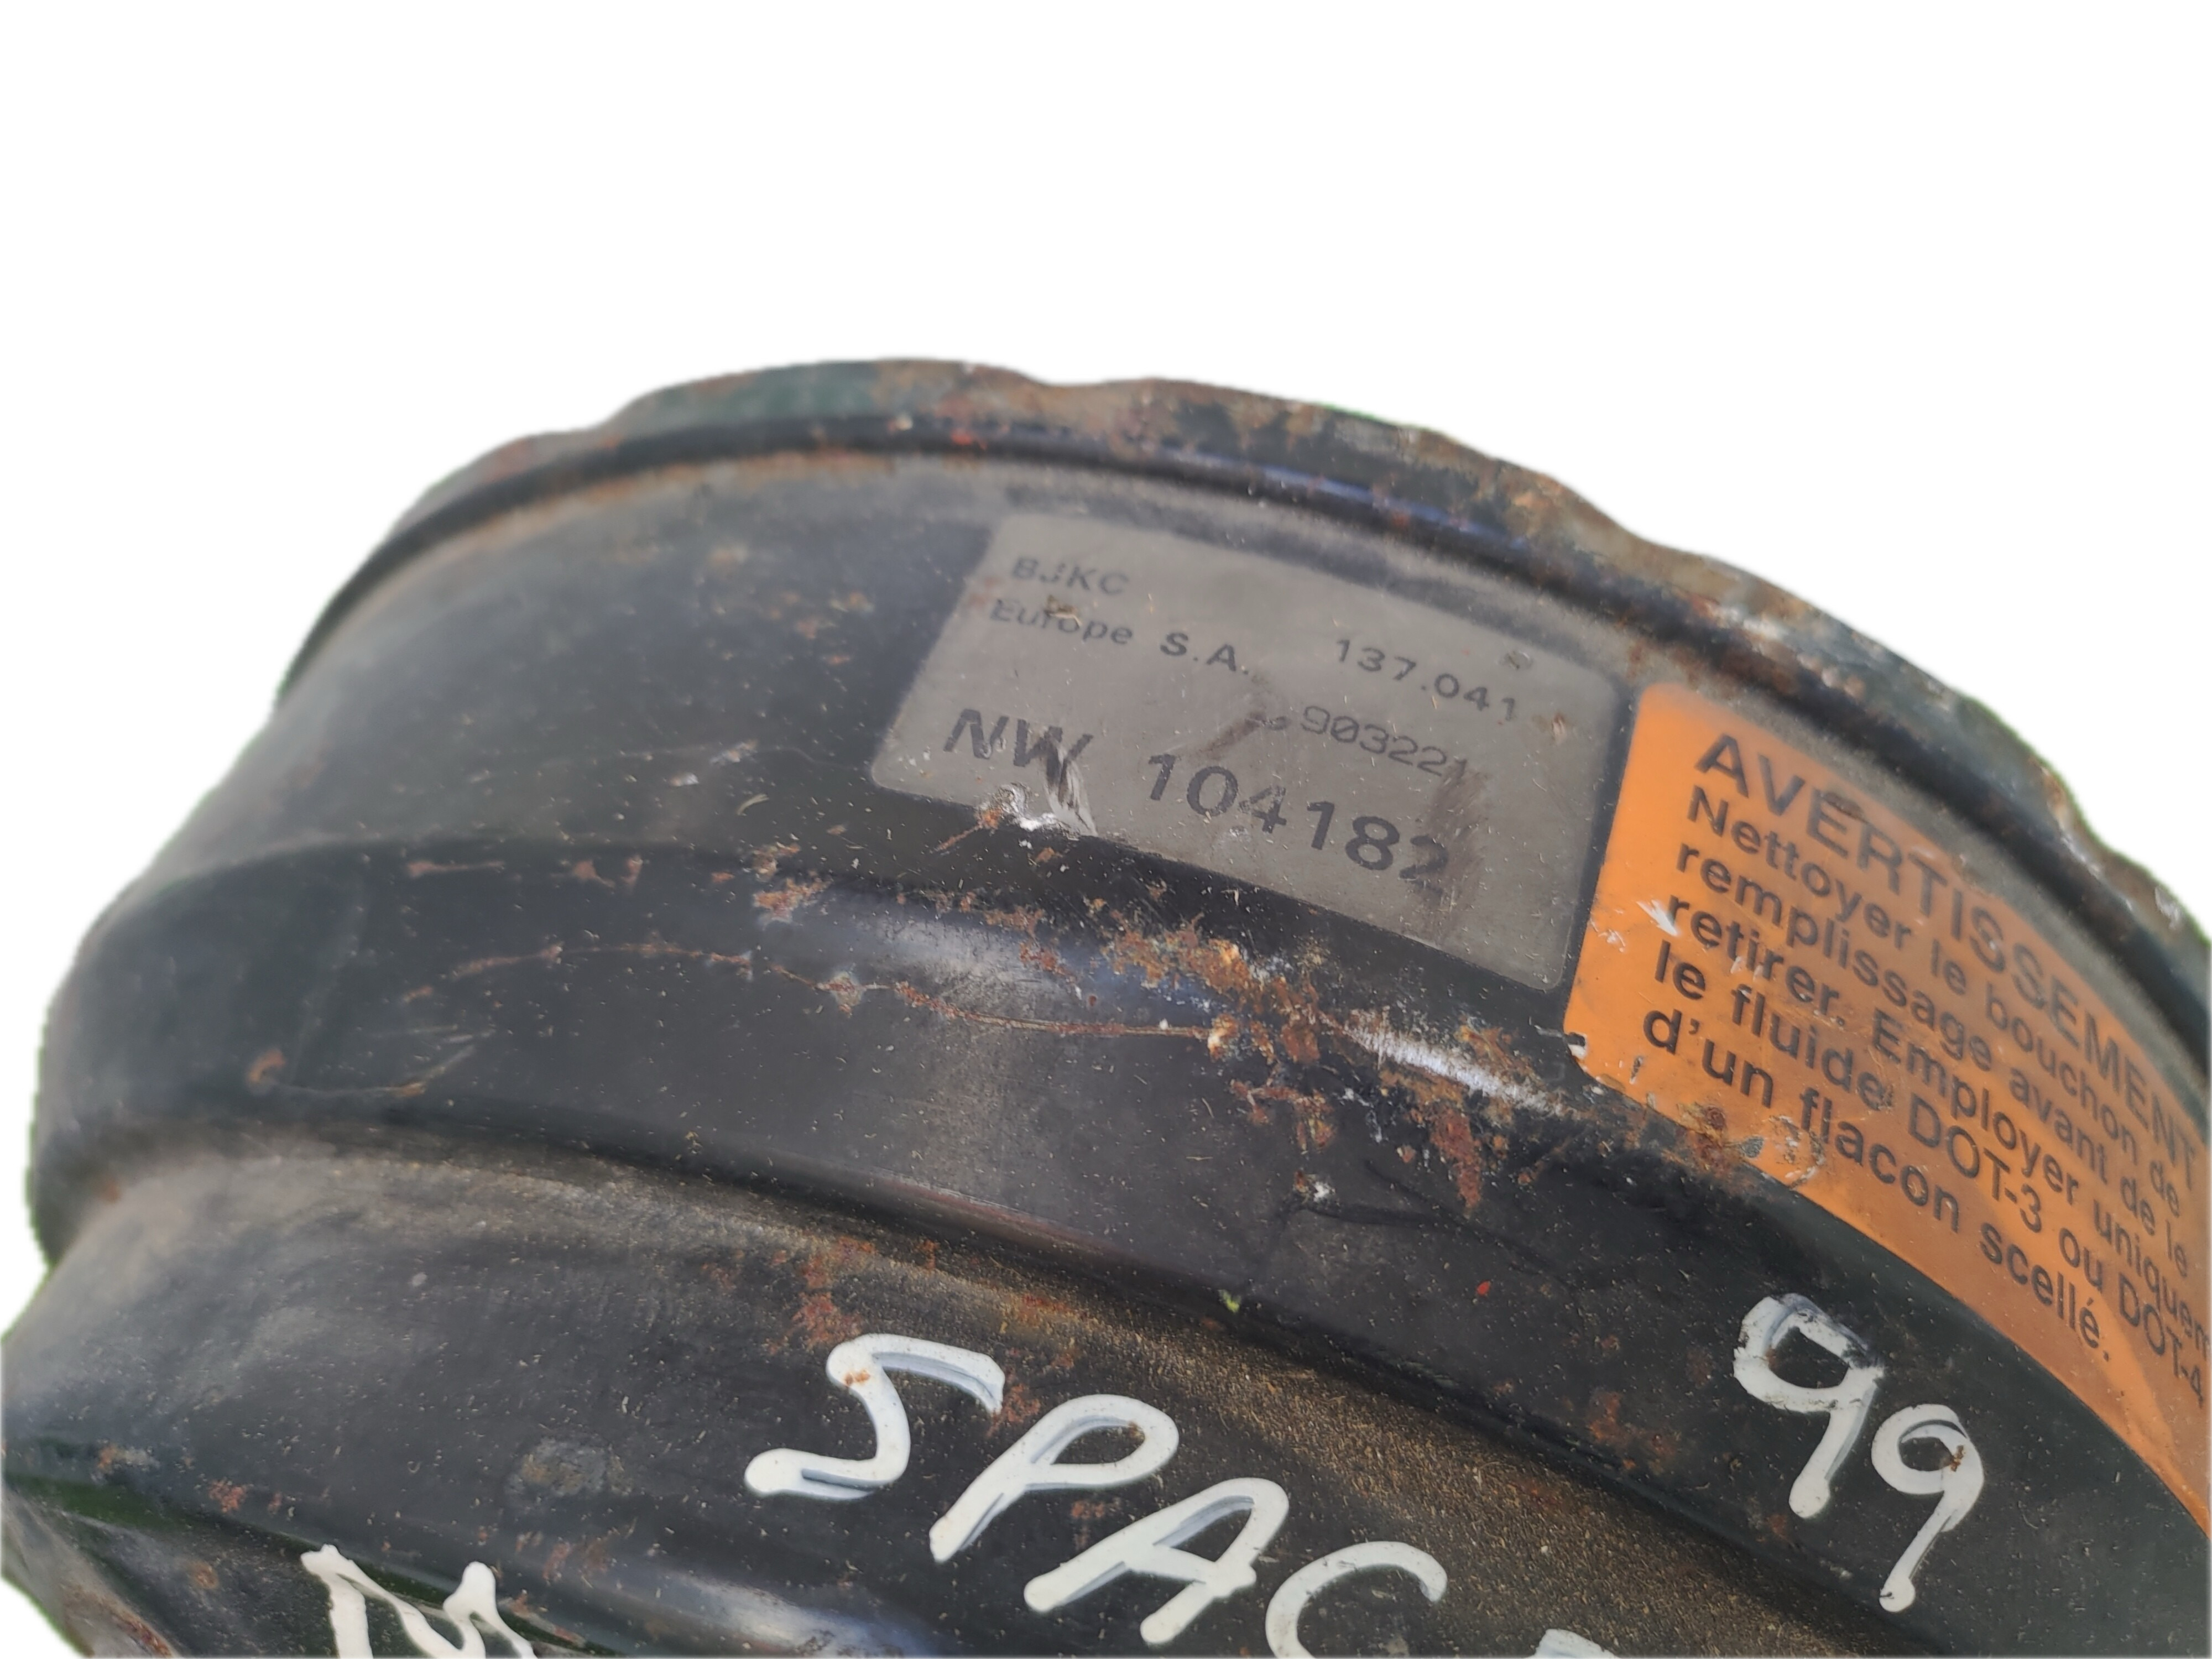 BJKC
Europe S.A. 137.041
903221
NW 104182
AVERTISSEMENT
Nettoyer le bouchon de
remplissage avant de le
retirer. Employer
le fluide DOT-3 ou DOT-4
d'un flacon scellé.
99
SPAC